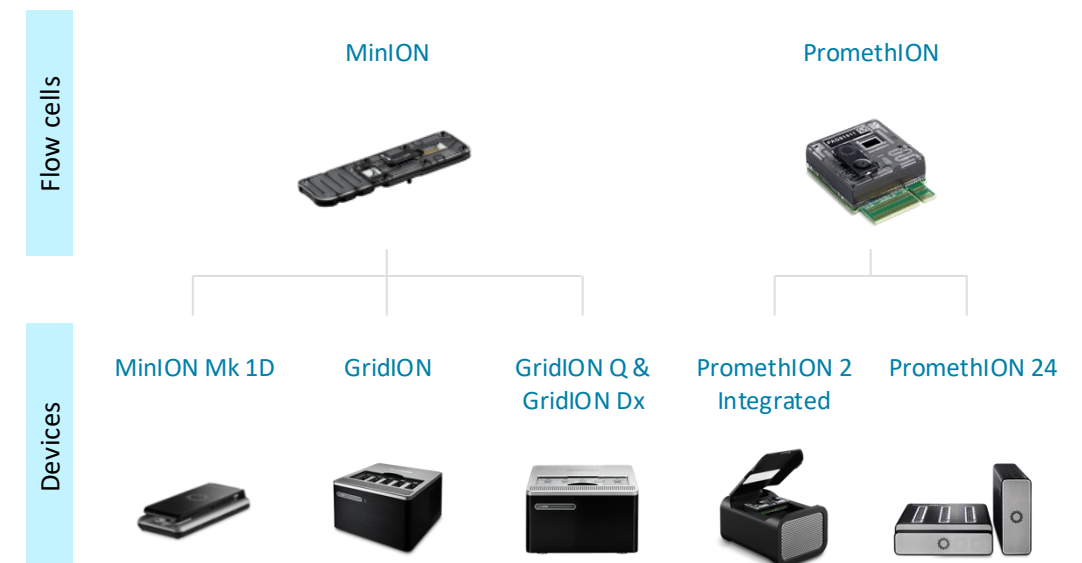 Flow cells
MinION
PromethION
Devices
MinION Mk 1D
GridION
GridION Q &
GridION Dx
PromethION 2
Integrated
PromethION 24